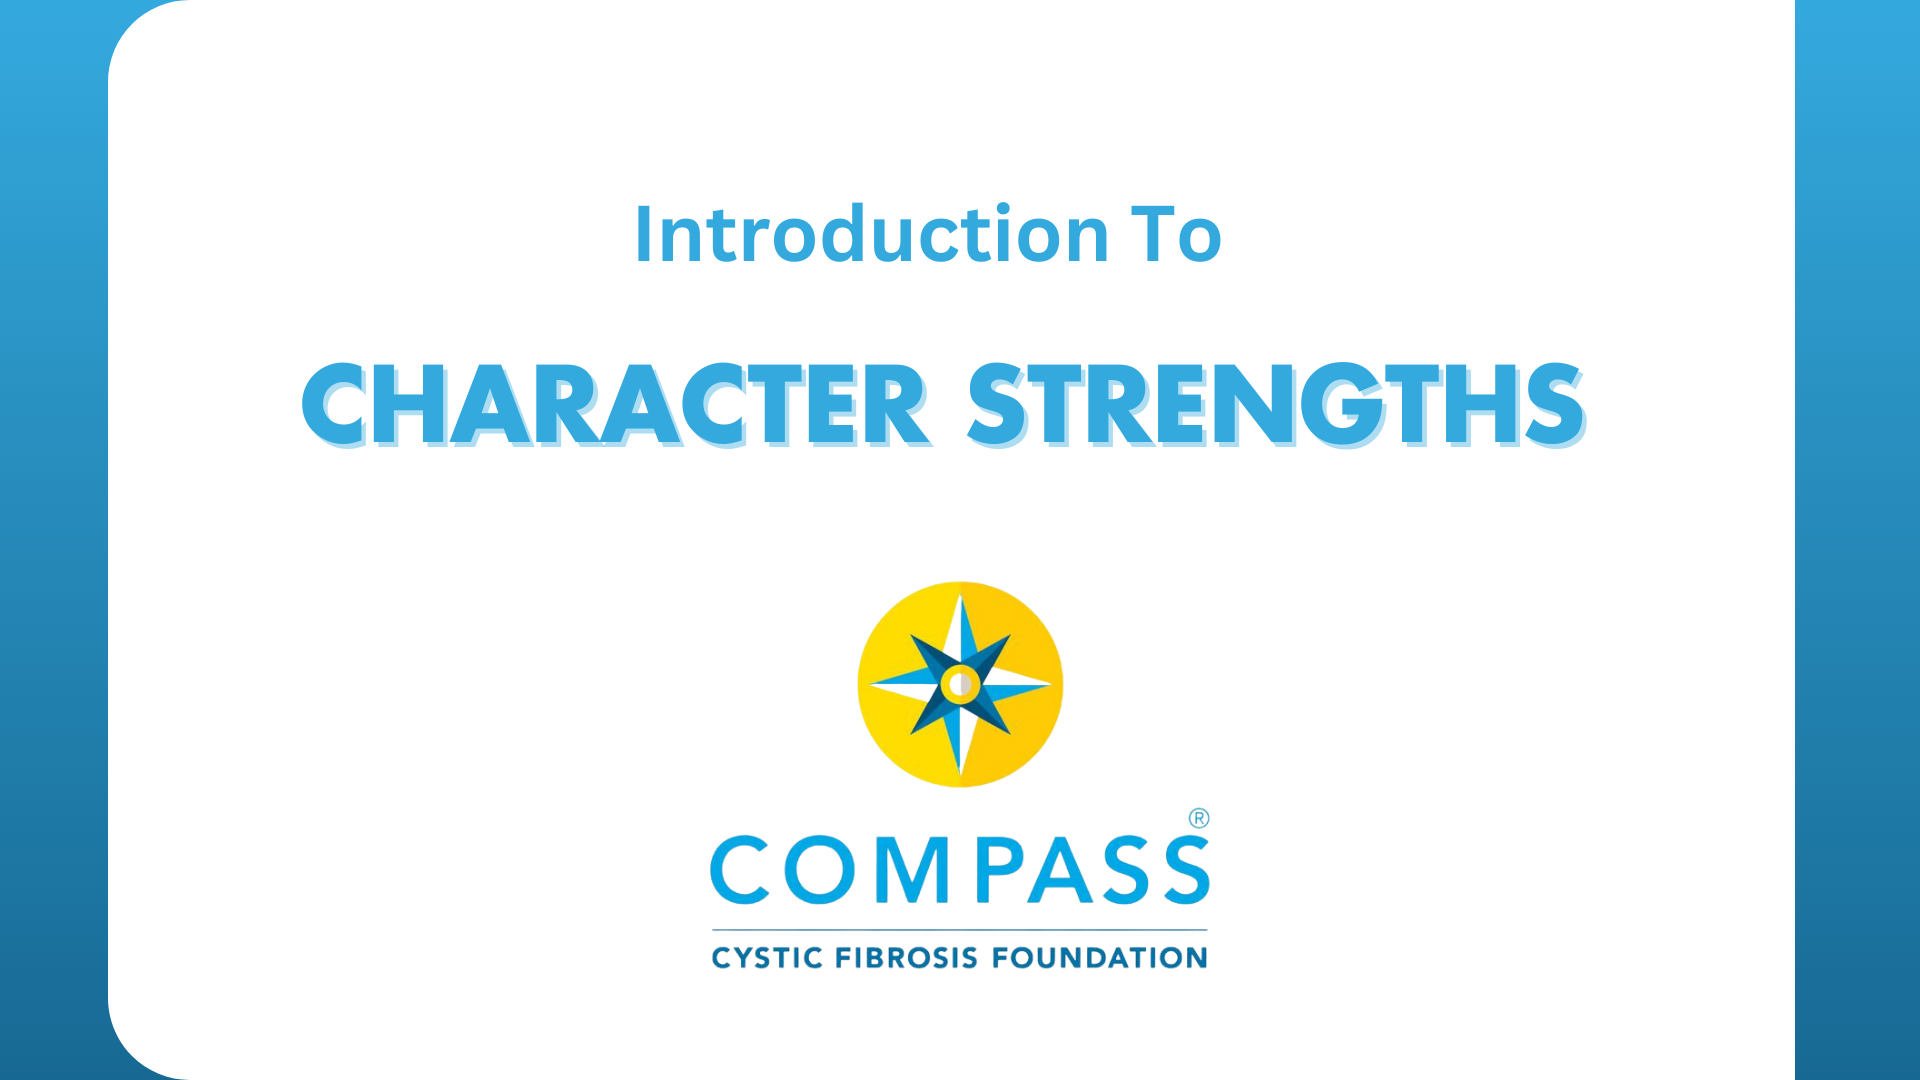 Introduction To
CHARACTER STRENGTHS
COMPASS®
CYSTIC FIBROSIS FOUNDATION